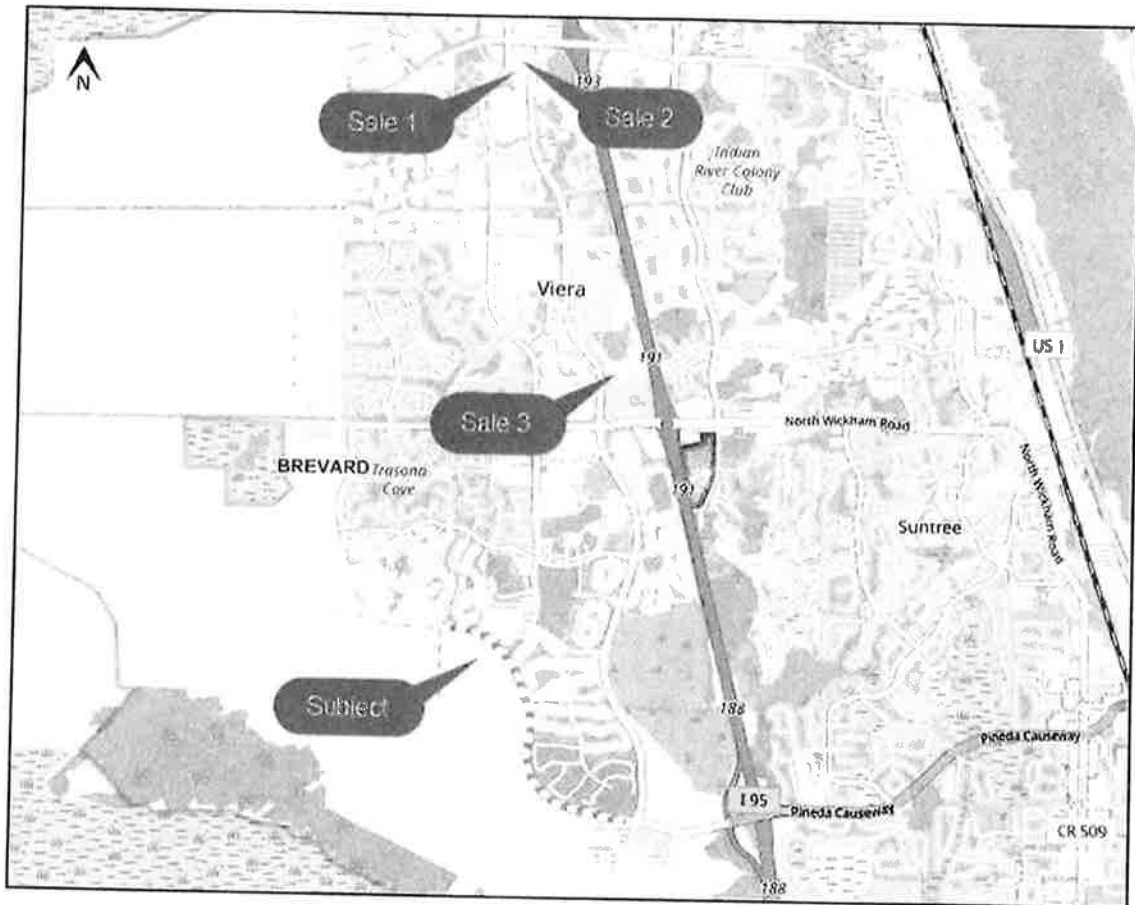 N
193
Sale 1
Sale 2
Indian
River Colony
Club
Viera
US 1
191
Sale 3
North Wickham Road
BREVARD
Trasona
Cove
191
North Wickham Road
Suntree
Subject
188
Pineda Causeway
I 95
Pineda Causeway
CR 509
188